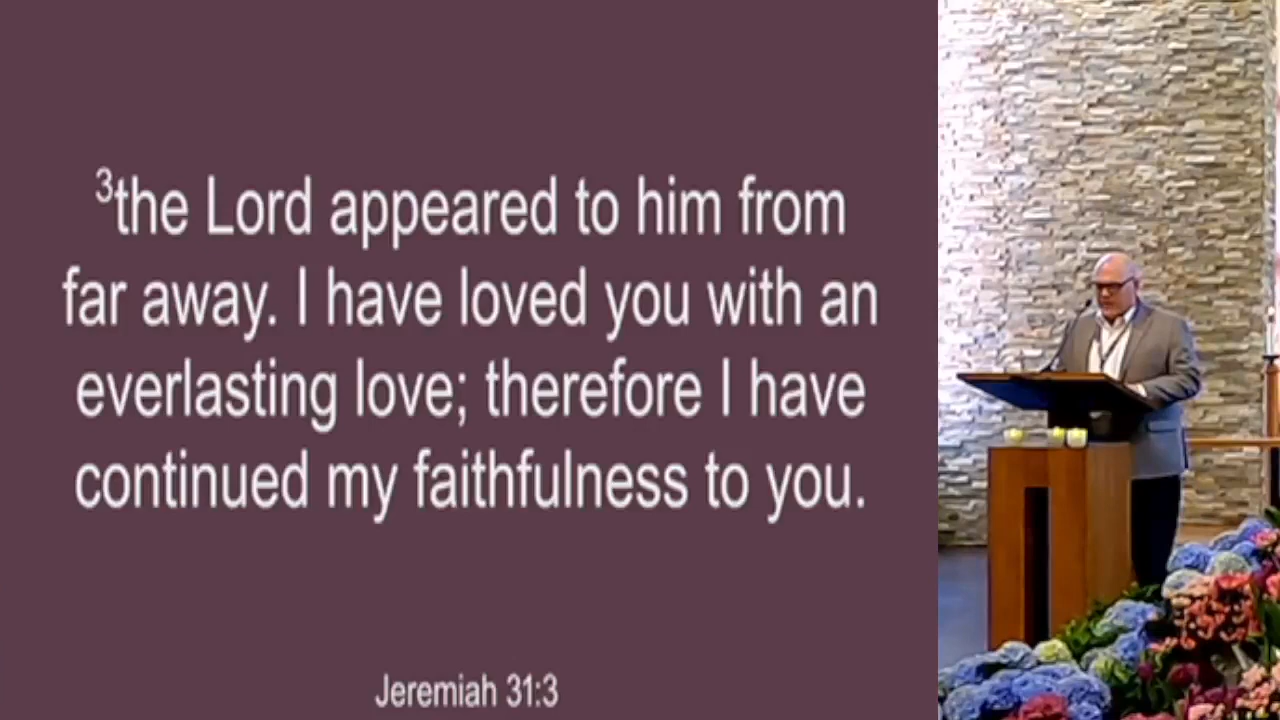 ³the Lord appeared to him from
far away. I have loved you with an
everlasting love; therefore I have
continued my faithfulness to you.
Jeremiah 31:3